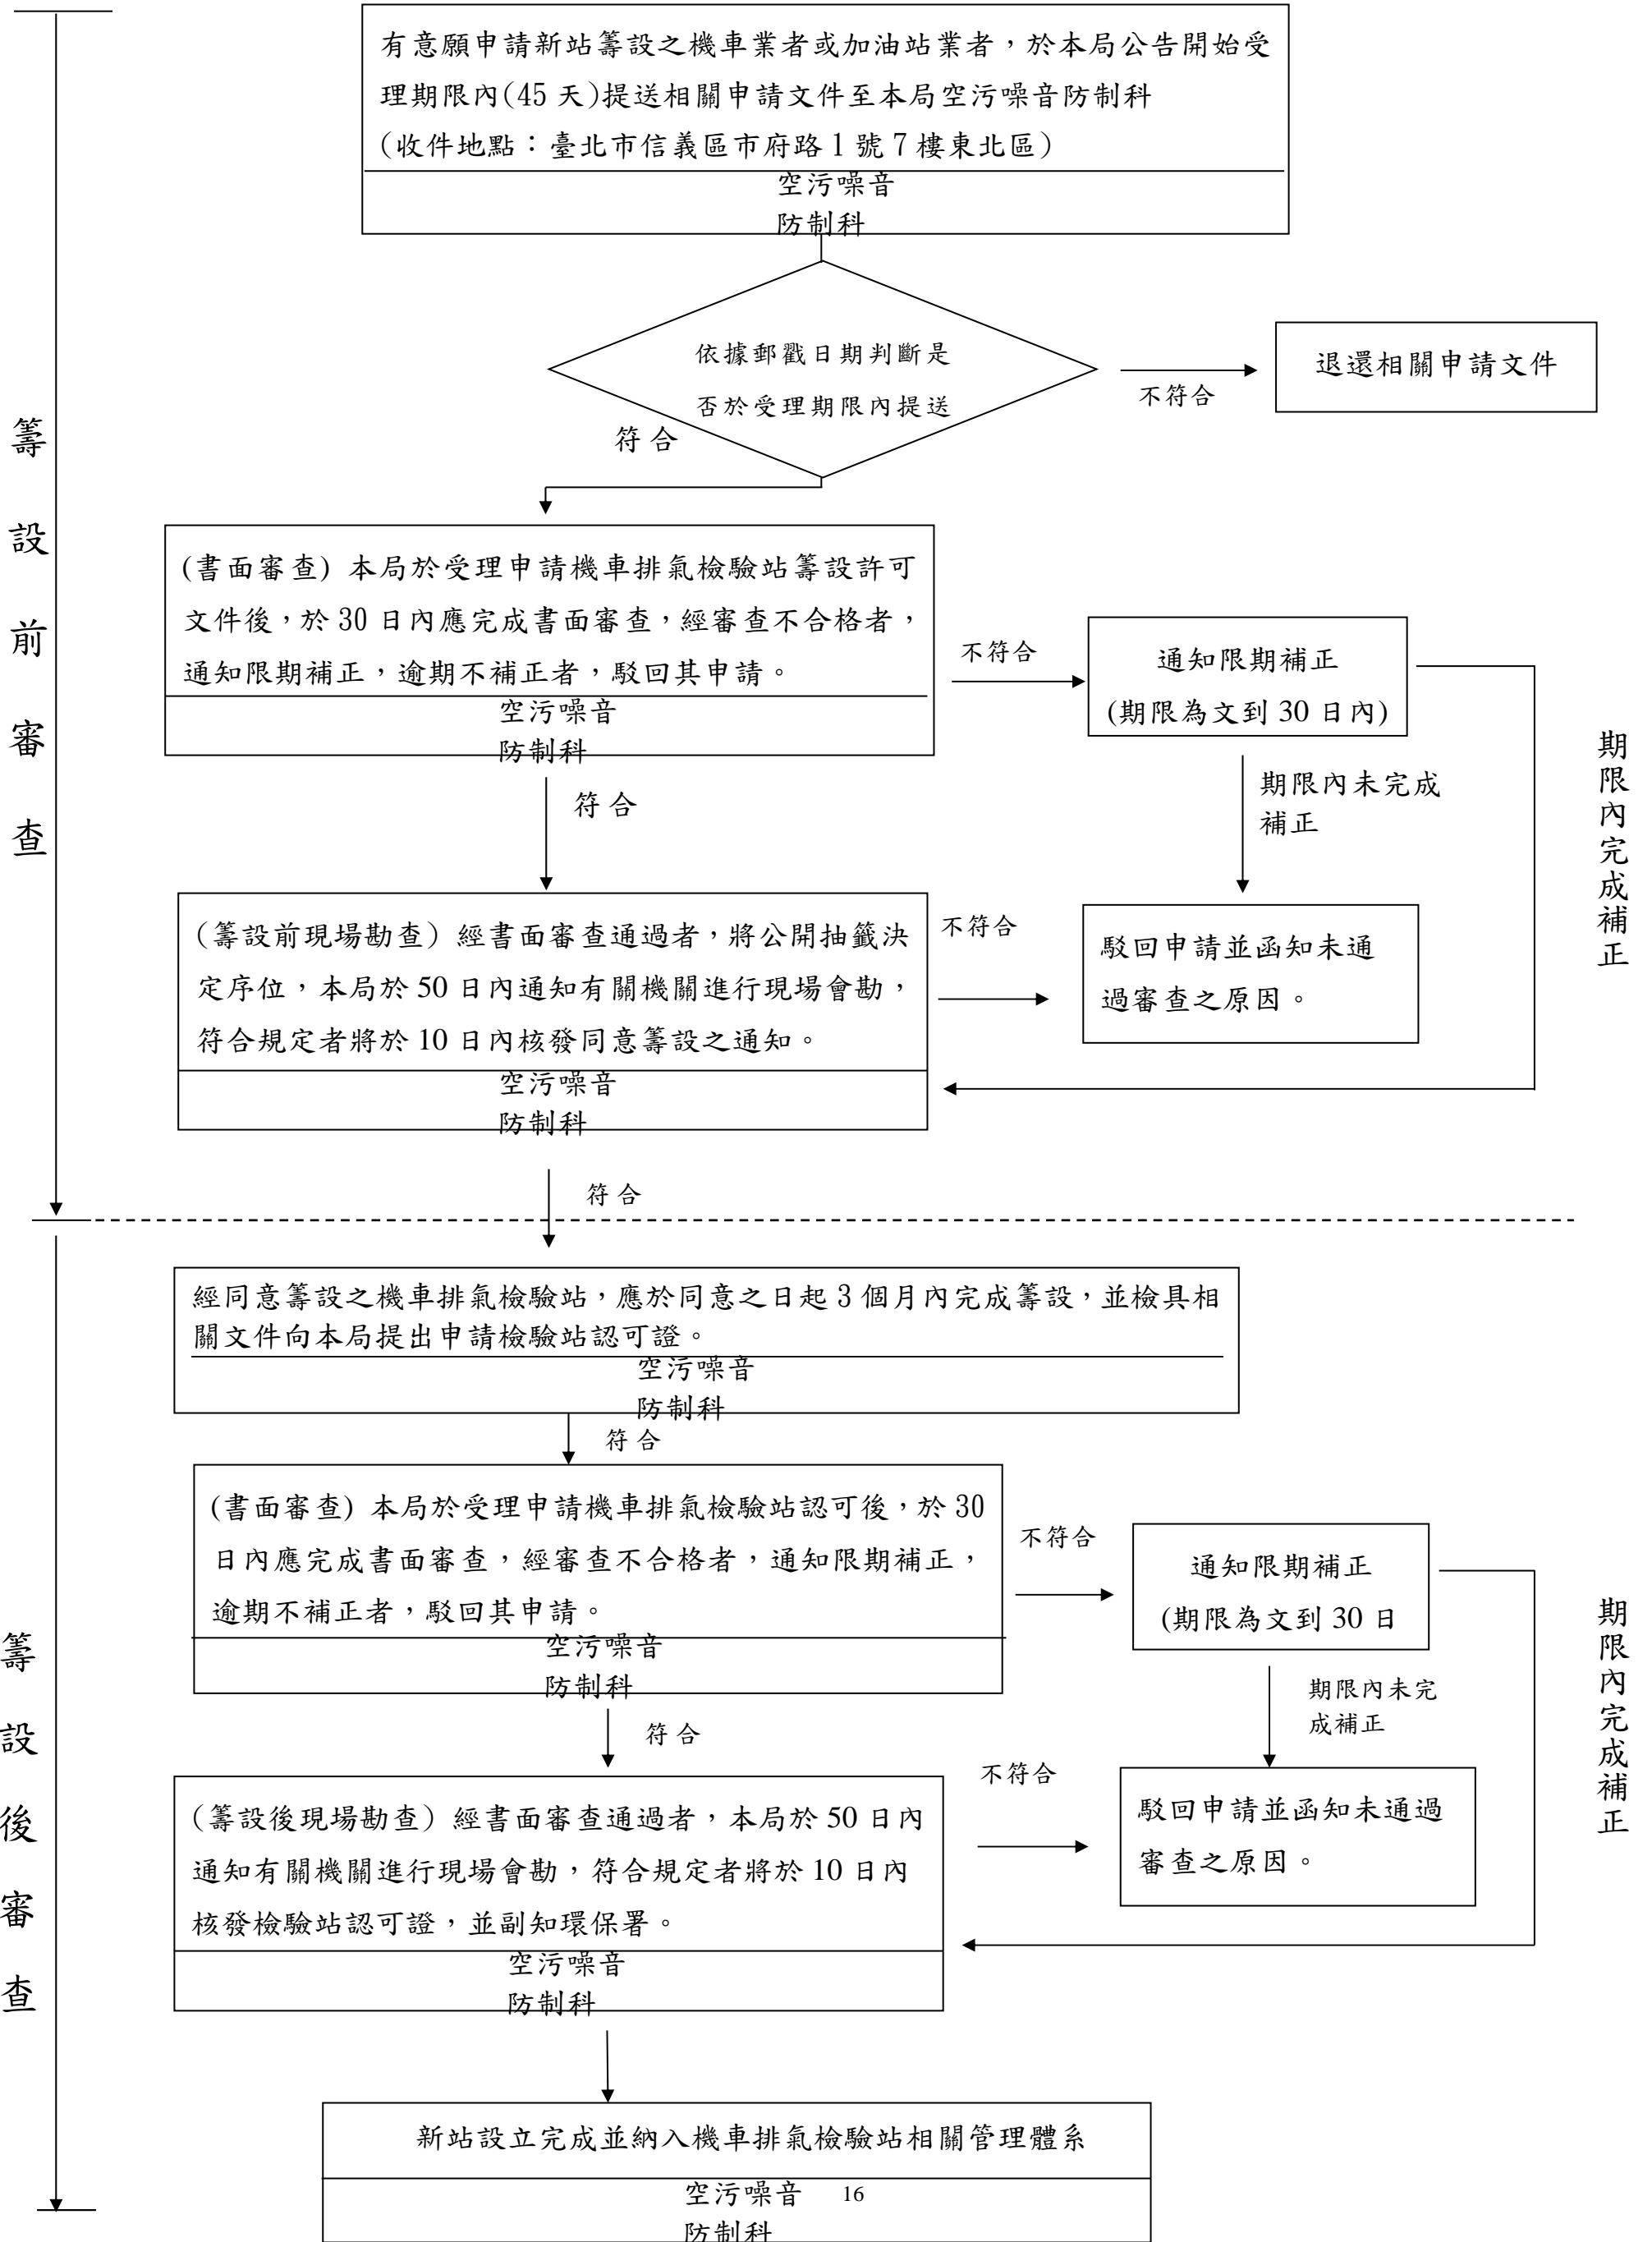 有意願申請新站籌設之機車業者或加油站業者，於本局公告開始受
理期限內(45 天)提送相關申請文件至本局空污噪音防制科
(收件地點：臺北市信義區市府路 1 號 7 樓東北區)
空污噪音
防制科
依據郵戳日期判斷是
否於受理期限內提送
不符合
退還相關申請文件
符合
籌設前審查
(書面審查) 本局於受理申請機車排氣檢驗站籌設許可
文件後，於 30 日內應完成書面審查，經審查不合格者，
通知限期補正，逾期不補正者，駁回其申請。
空污噪音
防制科
不符合
通知限期補正
(期限為文到 30 日內)
期限內完成補正
符合
期限內未完成
補正
(籌設前現場勘查) 經書面審查通過者，將公開抽籤決
定序位，本局於 50 日內通知有關機關進行現場會勘，
符合規定者將於 10 日內核發同意籌設之通知。
空污噪音
防制科
不符合
駁回申請並函知未通
過審查之原因。
符合
經同意籌設之機車排氣檢驗站，應於同意之日起 3 個月內完成籌設，並檢具相
關文件向本局提出申請檢驗站認可證。
空污噪音
防制科
符合
籌設後審查
(書面審查) 本局於受理申請機車排氣檢驗站認可後，於 30
日內應完成書面審查，經審查不合格者，通知限期補正，
逾期不補正者，駁回其申請。
空污噪音
防制科
不符合
通知限期補正
(期限為文到 30 日
期限內完成補正
符合
期限內未完
成補正
(籌設後現場勘查) 經書面審查通過者，本局於 50 日內
通知有關機關進行現場會勘，符合規定者將於 10 日內
核發檢驗站認可證，並副知環保署。
空污噪音
防制科
不符合
駁回申請並函知未通過
審查之原因。
新站設立完成並納入機車排氣檢驗站相關管理體系
空污噪音
防制科
16